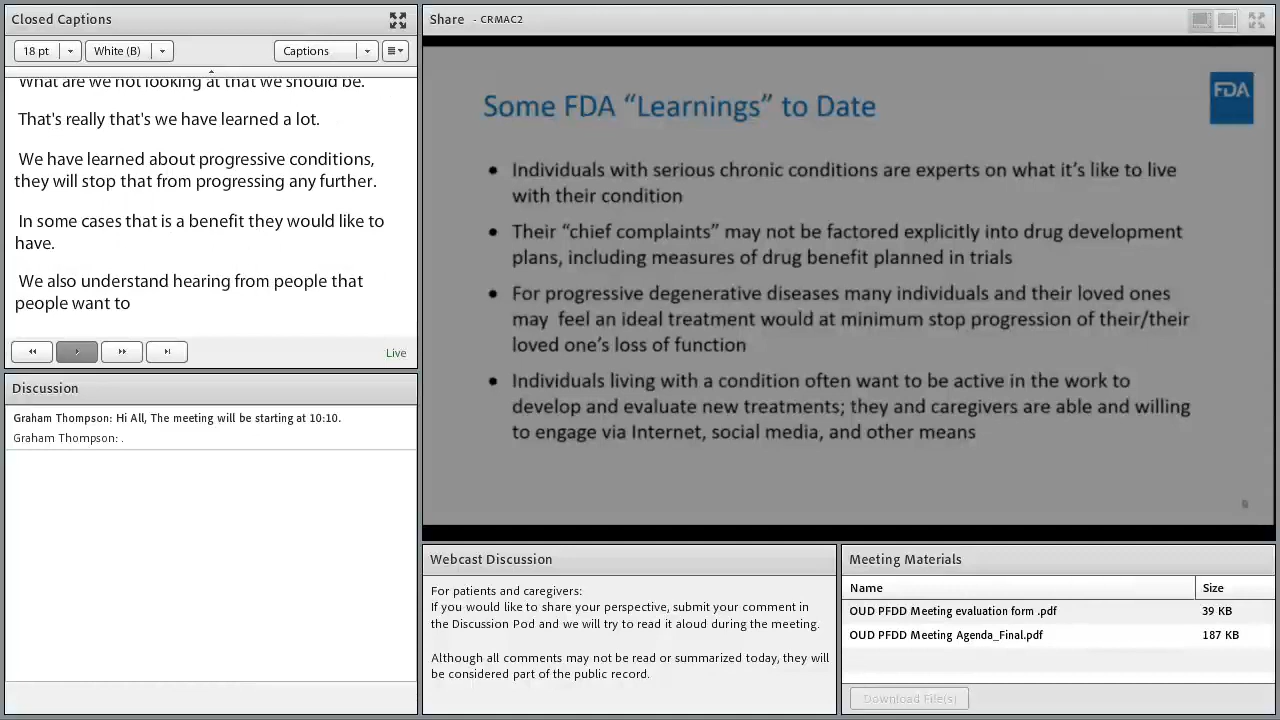 Closed Captions
18 pt
White (B)
Captions
What are we not looking at that we should be.
That's really that's we have learned a lot.
We have learned about progressive conditions,
they will stop that from progressing any further.
In some cases that is a benefit they would like to
have.
We also understand hearing from people that
people want to
Live
Discussion
Graham Thompson: Hi All, The meeting will be starting at 10:10.
Graham Thompson: .
Share - CRMAC2
Some FDA “Learnings” to Date
FDA
• Individuals with serious chronic conditions are experts on what it’s like to live
with their condition
• Their “chief complaints” may not be factored explicitly into drug development
plans, including measures of drug benefit planned in trials
• For progressive degenerative diseases many individuals and their loved ones
may feel an ideal treatment would at minimum stop progression of their/their
loved one’s loss of function
• Individuals living with a condition often want to be active in the work to
develop and evaluate new treatments; they and caregivers are able and willing
to engage via Internet, social media, and other means
Webcast Discussion
For patients and caregivers:
If you would like to share your perspective, submit your comment in
the Discussion Pod and we will try to read it aloud during the meeting.
Although all comments may not be read or summarized today, they will
be considered part of the public record.
Meeting Materials
Name Size
OUD PFDD Meeting evaluation form .pdf 39 KB
OUD PFDD Meeting Agenda_Final.pdf 187 KB
Download File(s)